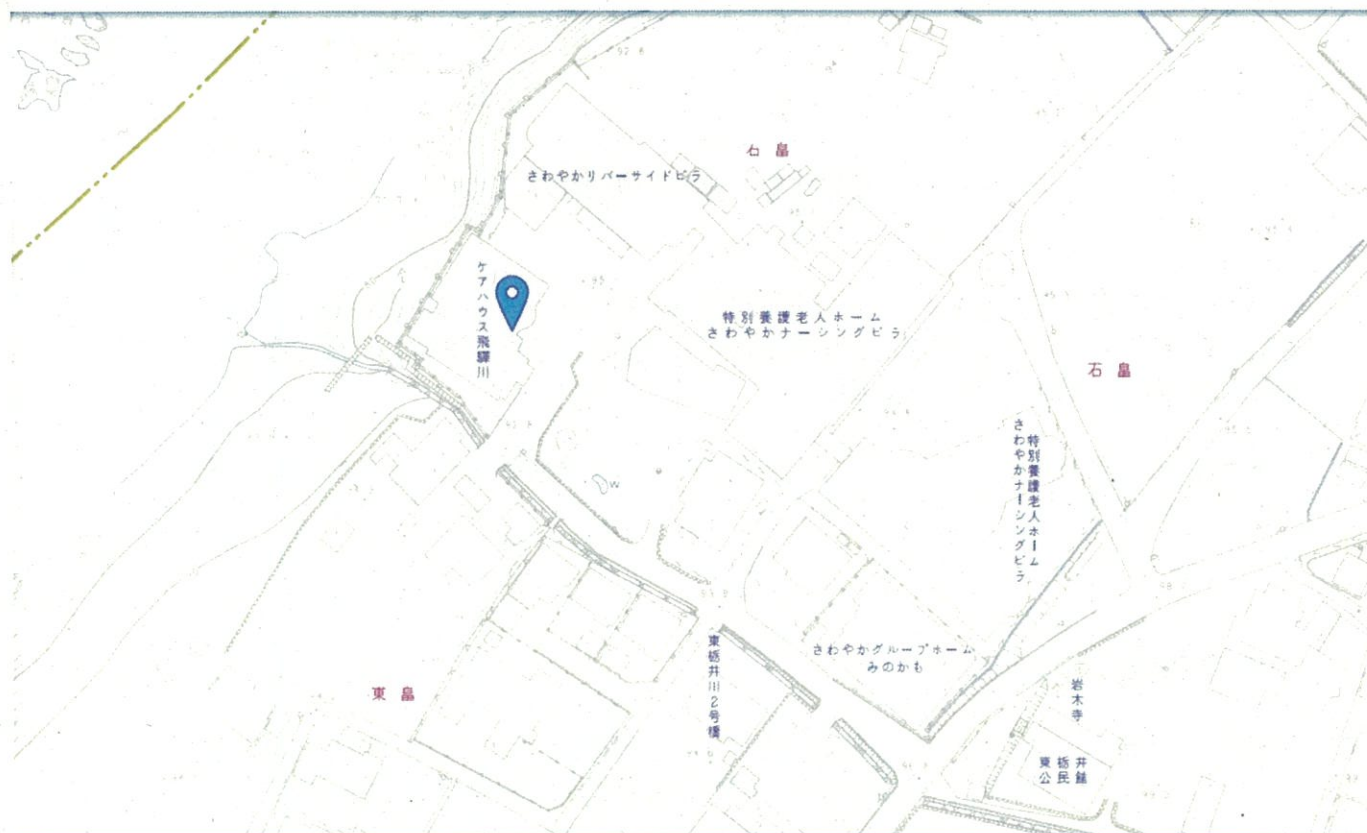 石畠
さわやかリバーサイドビラ
ケアハウス飛驒川
特別養護老人ホーム
さわやかナーシングビラ
石畠
特別養護老人ホーム
さわやかナーシングビラ
W
東畠
東栃井川2号橋
さわやかグループホーム
みのかも
岩木寺
東栃井
公民館